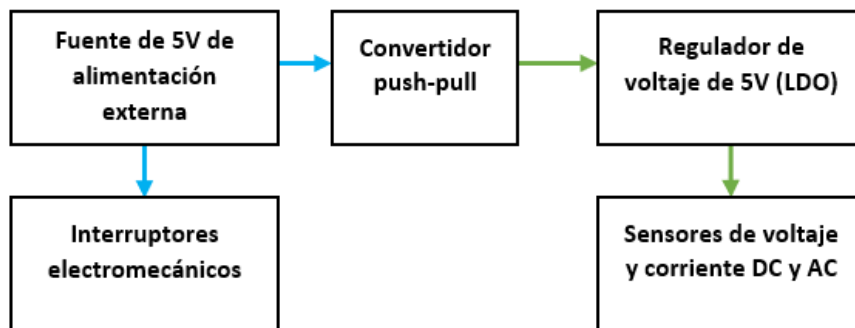 Fuente de 5V de
alimentación
externa
Convertidor
push-pull
Regulador de
voltaje de 5V (LDO)
Interruptores
electromecánicos
Sensores de voltaje
y corriente DC y AC